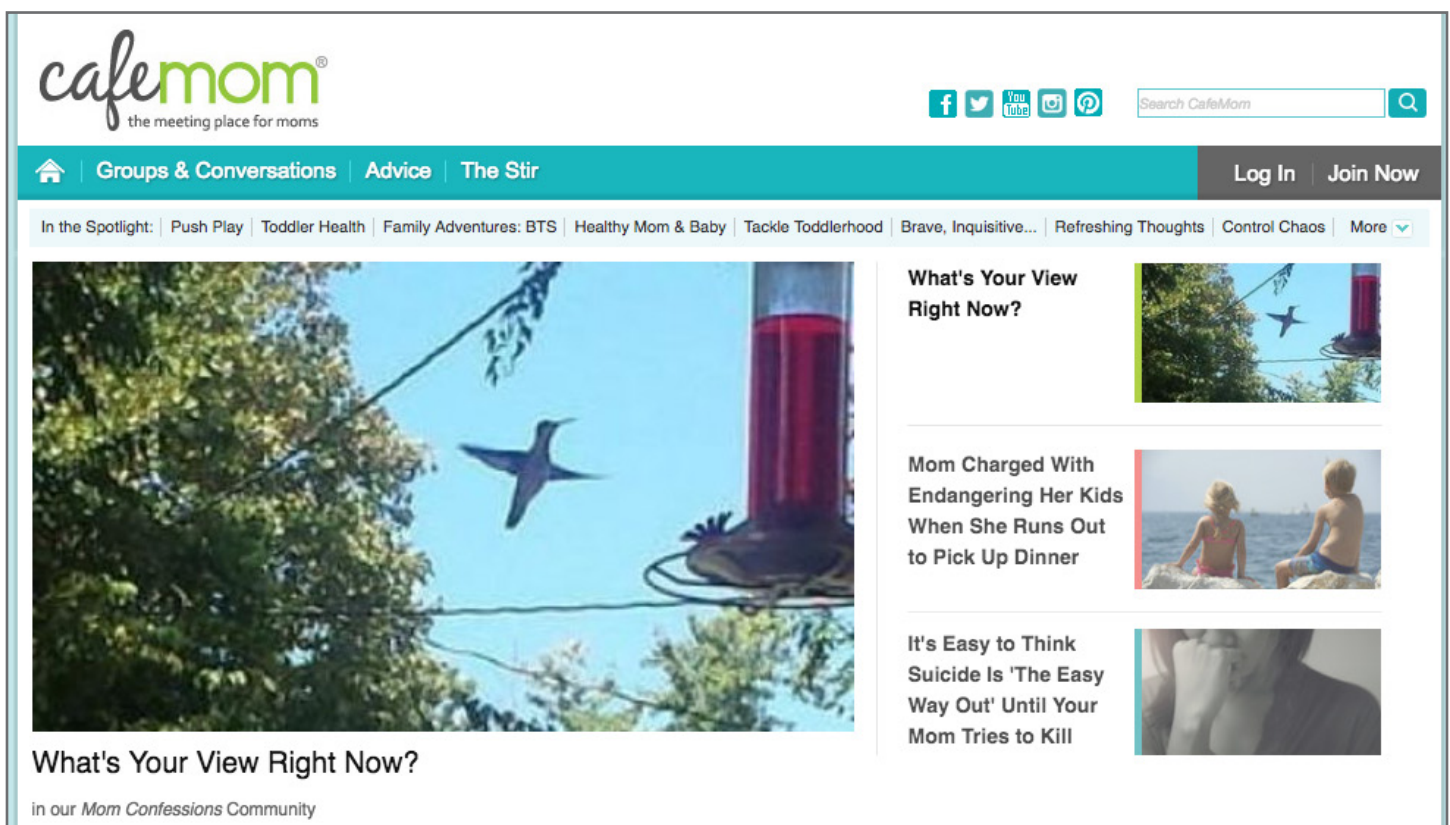 cafemom®
the meeting place for moms
f You Tube
Search CafeMom
Groups & Conversations Advice The Stir
Log In Join Now
In the Spotlight: Push Play Toddler Health Family Adventures: BTS Healthy Mom & Baby Tackle Toddlerhood Brave, Inquisitive... Refreshing Thoughts Control Chaos More
What's Your View Right Now?
in our Mom Confessions Community
What's Your View
Right Now?
Mom Charged With
Endangering Her Kids
When She Runs Out
to Pick Up Dinner
It's Easy to Think
Suicide Is 'The Easy
Way Out' Until Your
Mom Tries to Kill